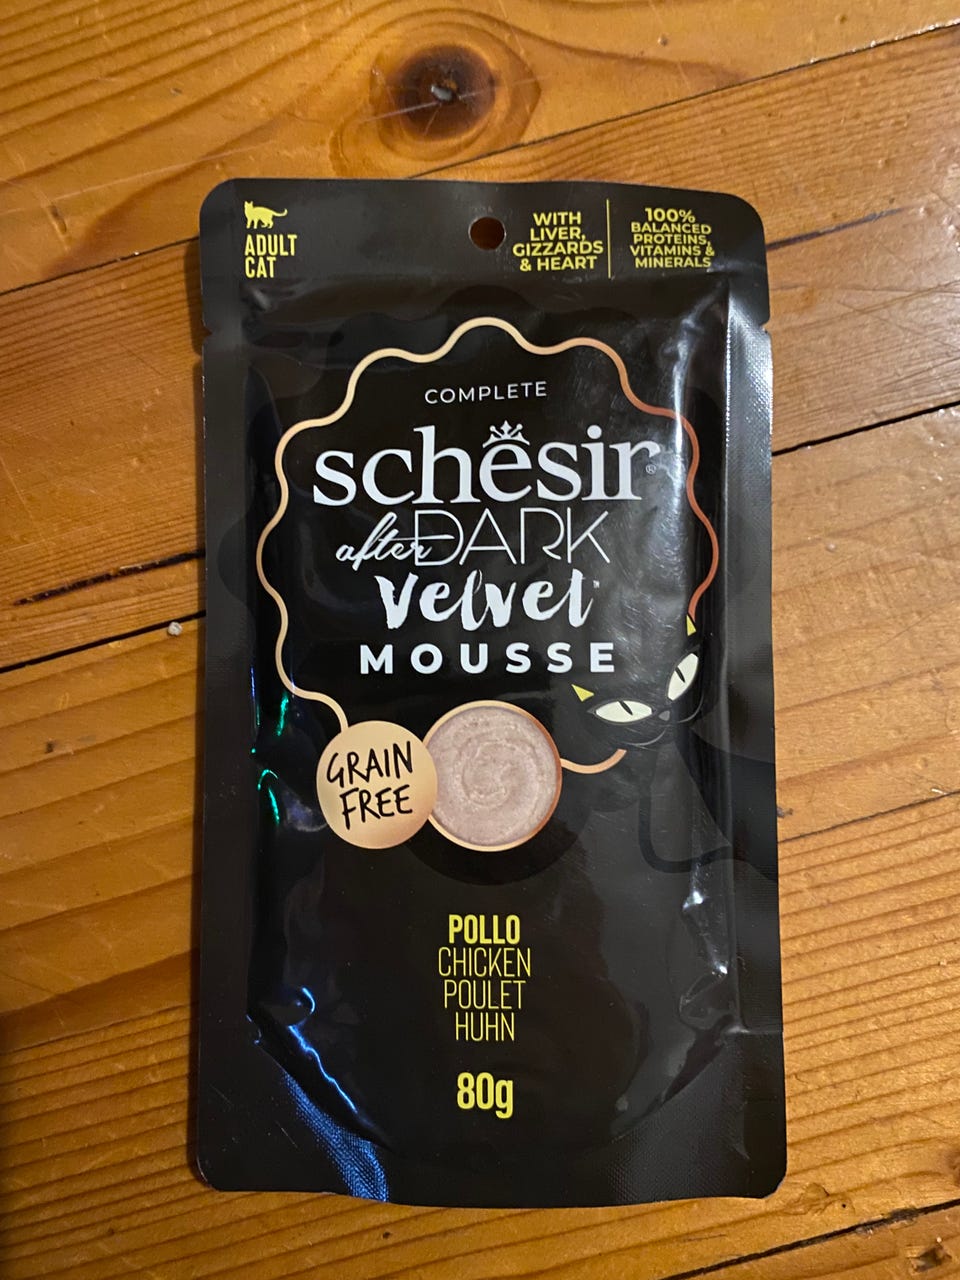 ADULT
CAT
WITH
LIVER,
GIZZARDS
& HEART
100%
BALANCED
PROTEINS,
VITAMINS &
MINERALS
COMPLETE
schesir®
after DARK
Velvet
MOUSSE
GRAIN
FREE
POLLO
CHICKEN
POULET
HUHN
80g